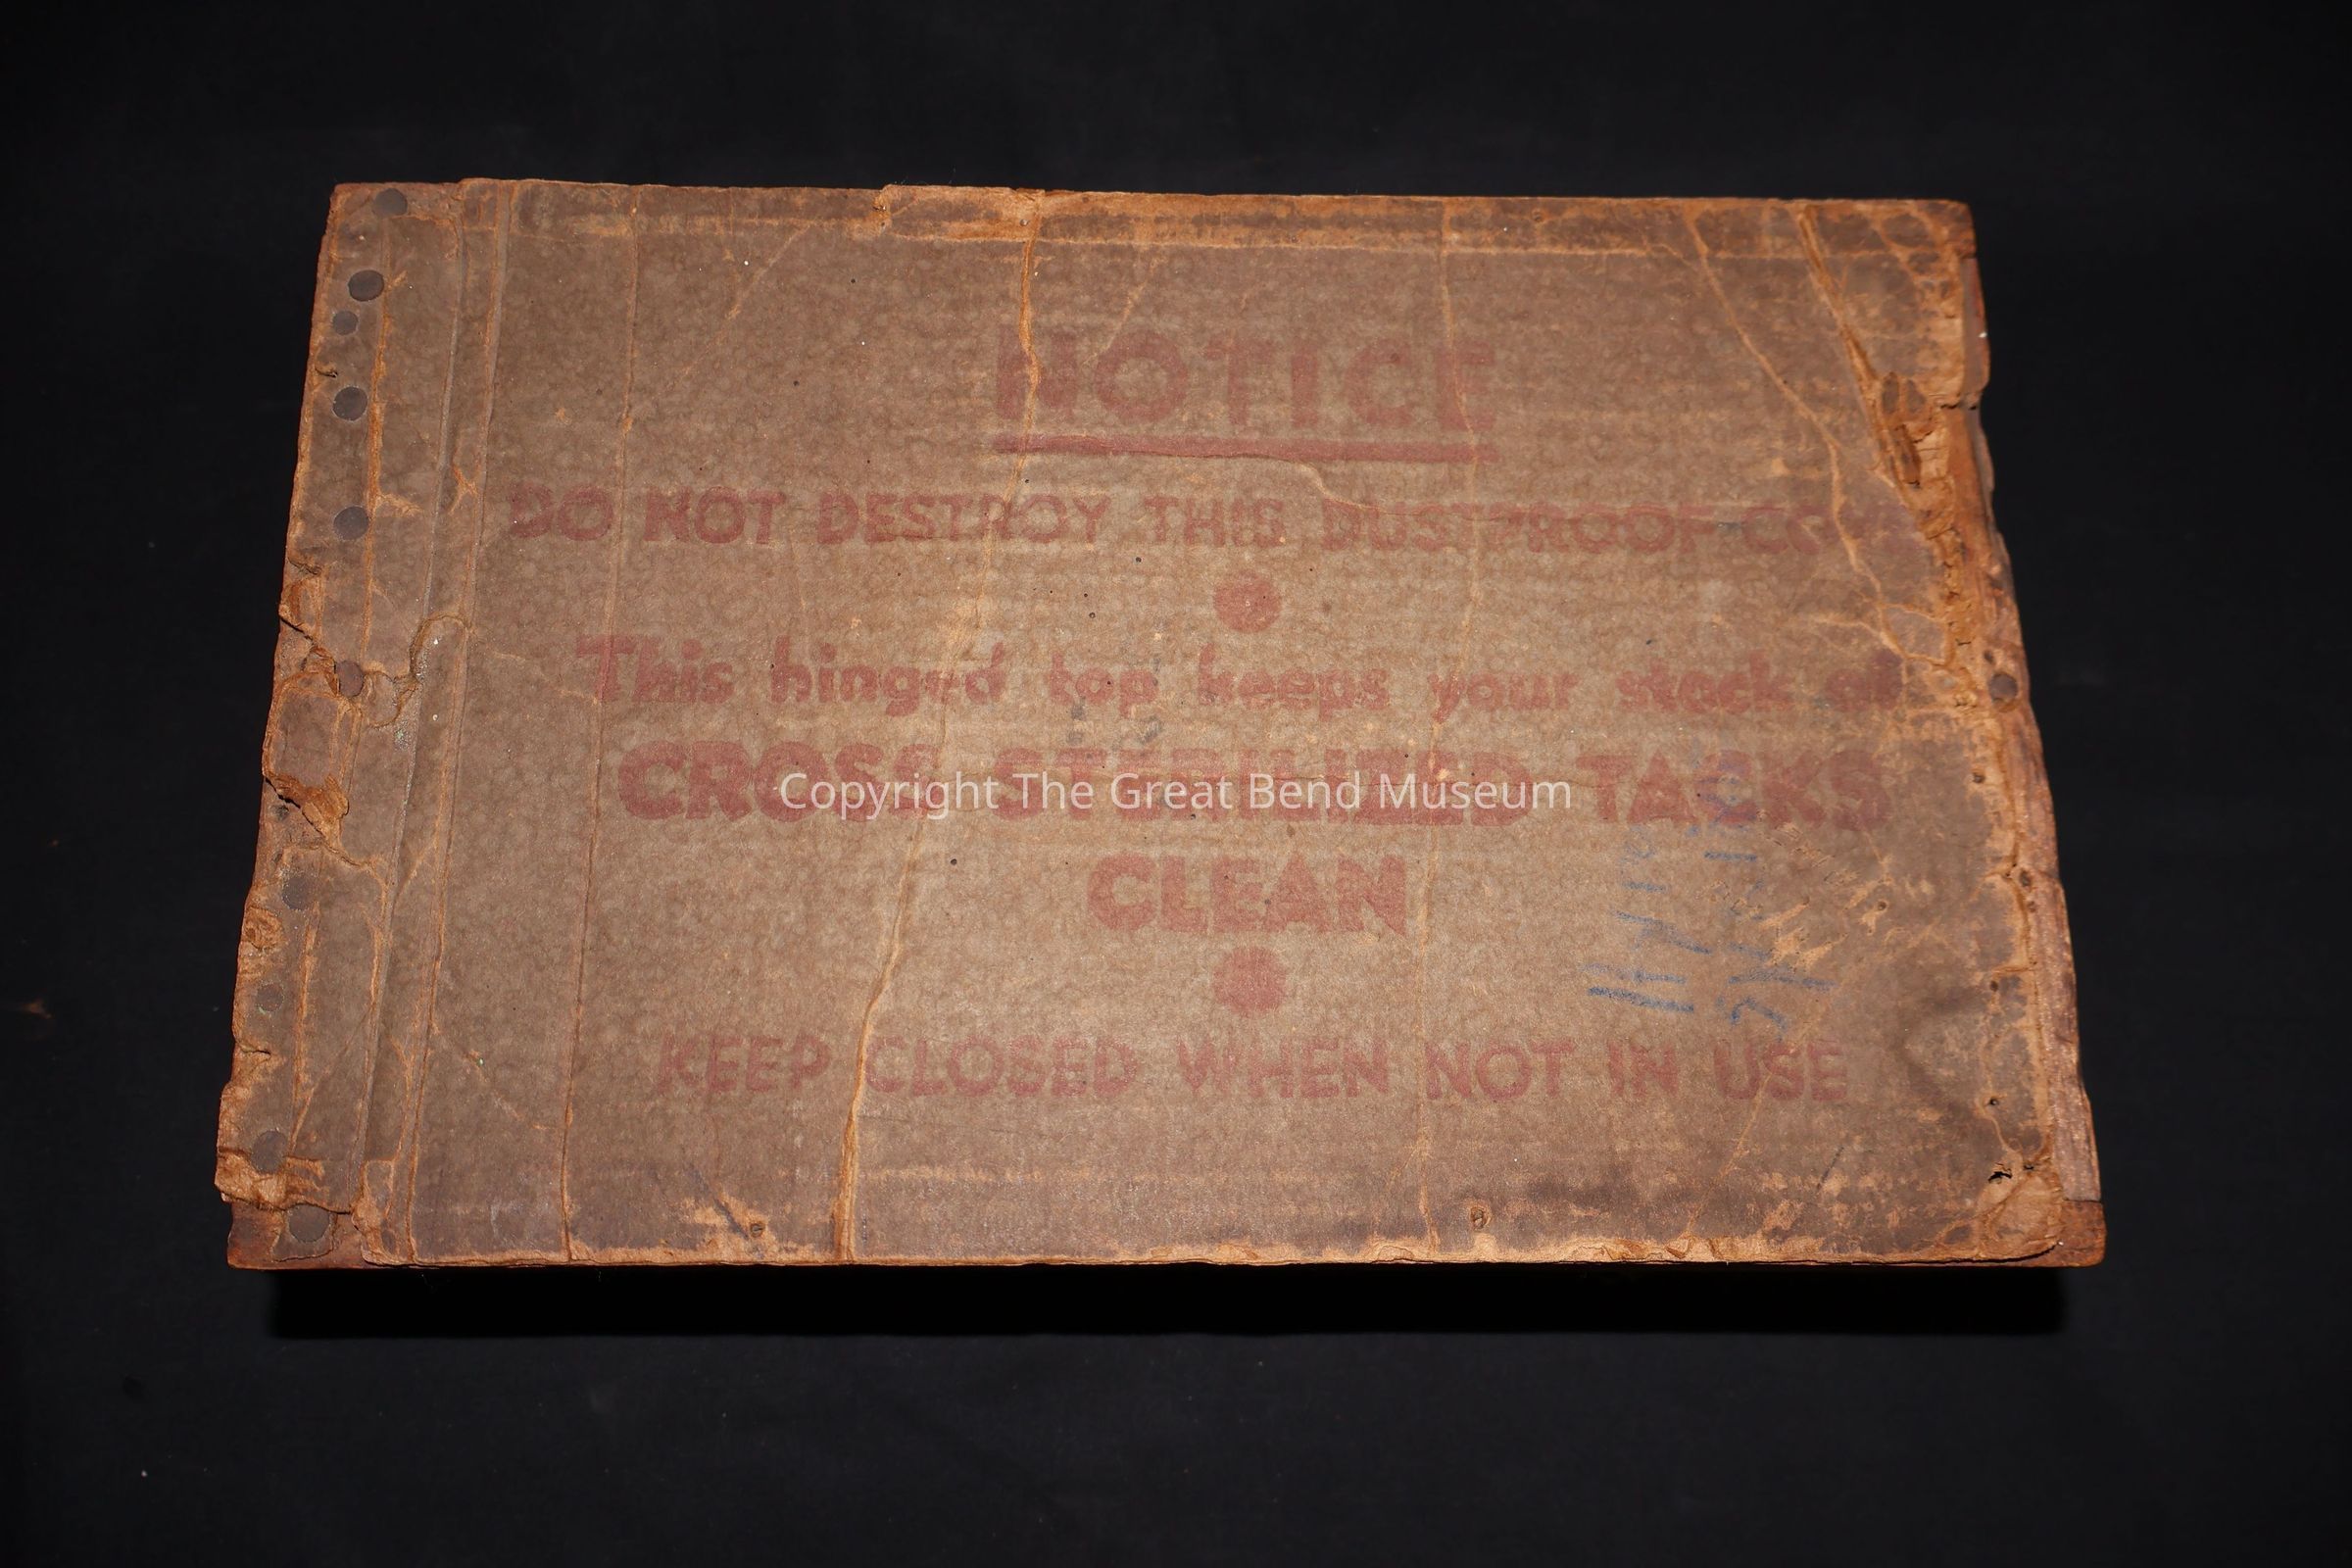 NOTICE
DO NOT DESTROY THIS DUSTPROOF CO
This hinged top keeps your stock of
CROSS STERILIZED TACKS
Copyright The Great Bend Museum
CLEAN
KEEP CLOSED WHEN NOT IN USE